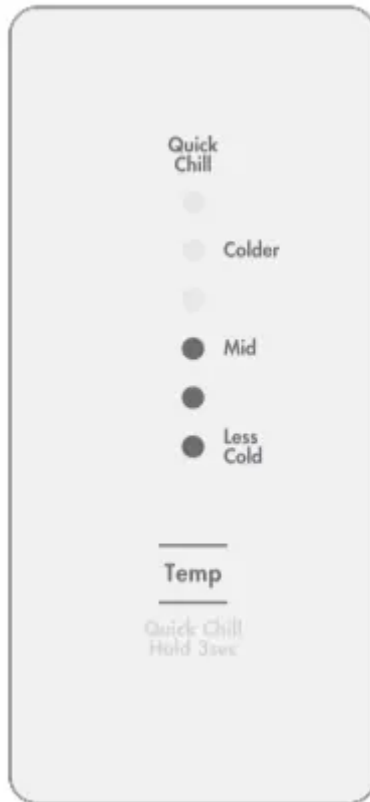 Quick
Chill
Colder
Mid
Less
Cold
Temp
Quick Chill
Hold 3sec